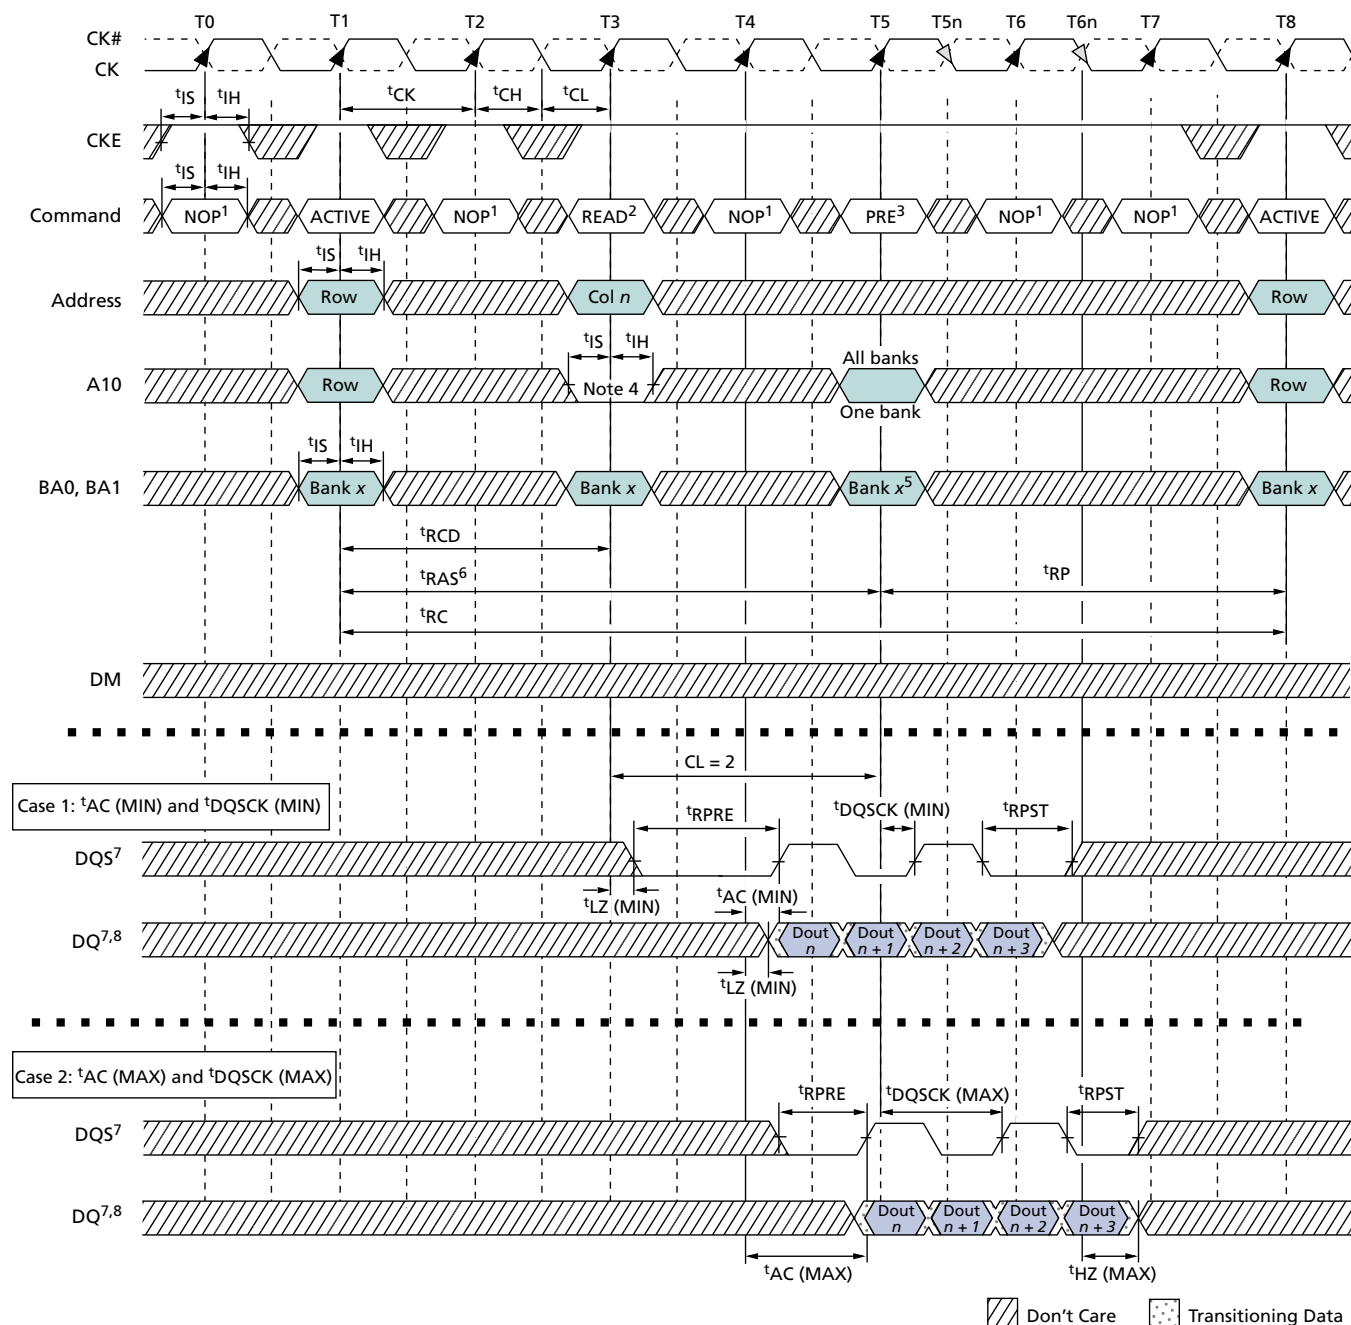 T0 T1 T2 T3 T4 T5 T5n T6 T6n T7 T8
CK#
CK
tIS tIH tCK tCH tCL
CKE
tIS tIH
Command NOP1 ACTIVE NOP1 READ2 NOP1 PRE3 NOP1 NOP1 ACTIVE
tIS tIH
Address Row Col n Row
tIS tIH All banks
A10 Row Note 4 Row
One bank
tIS tIH
BA0, BA1 Bank x Bank x Bank x5 Bank x
tRCD
tRAS6 tRP
tRC
DM
CL = 2
Case 1: tAC (MIN) and tDQSCK (MIN)
tRPRE tDQSCK (MIN) tRPST
DQS7
tLZ (MIN) tAC (MIN)
DQ7,8 Dout Dout Dout Dout
n n + 1 n + 2 n + 3
tLZ (MIN)
Case 2: tAC (MAX) and tDQSCK (MAX)
tRPRE tDQSCK (MAX) tRPST
DQS7
DQ7,8 Dout Dout Dout Dout
n n + 1 n + 2 n + 3
tAC (MAX) tHZ (MAX)
Don't Care Transitioning Data